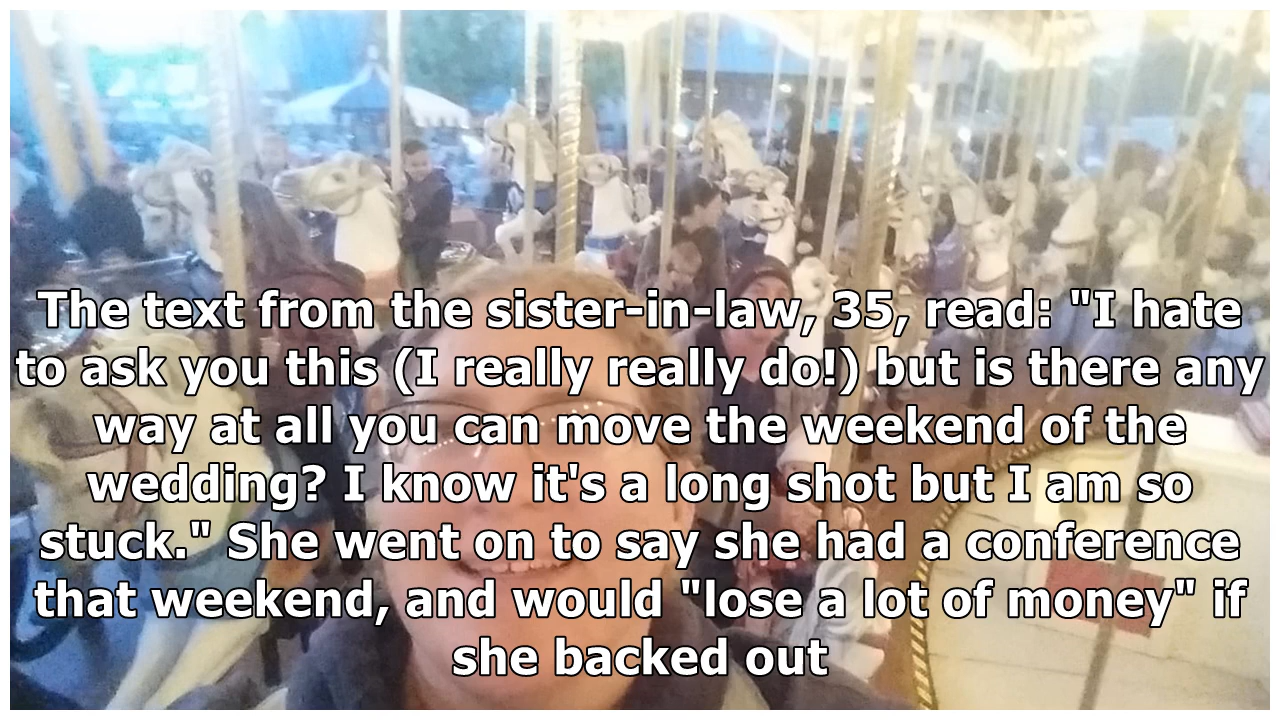 The text from the sister-in-law, 35, read: "I hate
to ask you this (I really really do!) but is there any
way at all you can move the weekend of the
wedding? I know it's a long shot but I am so
stuck." She went on to say she had a conference
that weekend, and would "lose a lot of money" if
she backed out